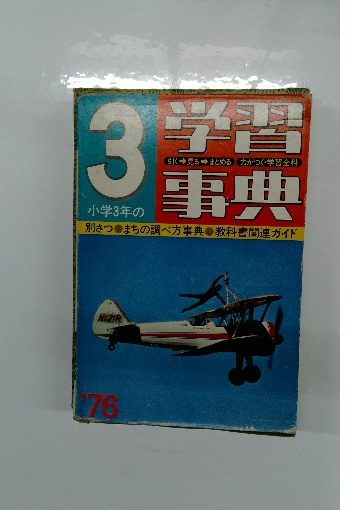 3
小学3年の
学習
引く➡見る➡まとめる 力がつく学習全科
事典
別さつ●まちの調べ方事典●教科書関連ガイド
'76